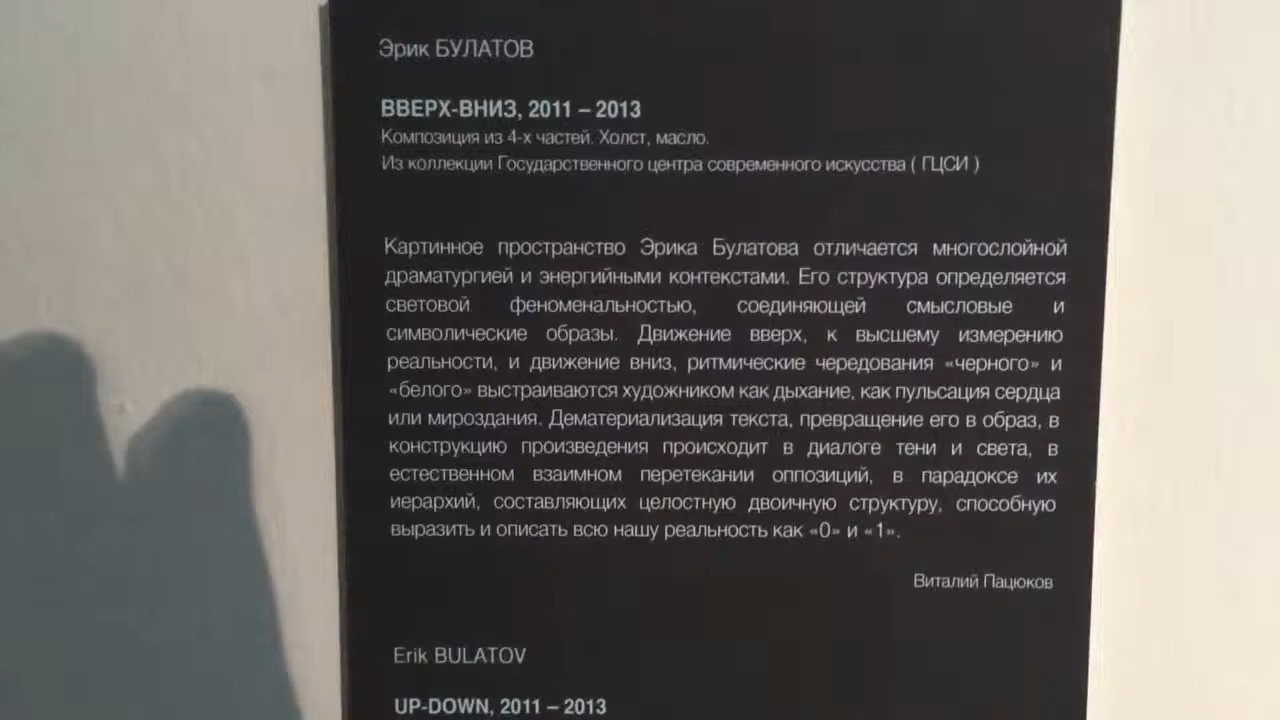 Эрик БУЛАТОВ
ВВЕРХ-ВНИЗ, 2011 – 2013
Композиция из 4-х частей. Холст, масло.
Из коллекции Государственного центра современного искусства ( ГЦСИ )
Картинное пространство Эрика Булатова отличается многослойной
драматургией и энергийными контекстами. Его структура определяется
световой феноменальностью, соединяющей смысловые и
символические образы. Движение вверх, к высшему измерению
реальности, и движение вниз, ритмические чередования «черного» и
«белого» выстраиваются художником как дыхание, как пульсация сердца
или мироздания. Дематериализация текста, превращение его в образ, в
конструкцию произведения происходит в диалоге тени и света, в
естественном взаимном перетекании оппозиций, в парадоксе их
иерархий, составляющих целостную двоичную структуру, способную
выразить и описать всю нашу реальность как «0» и «1».
Виталий Пацюков
Erik BULATOV
UP-DOWN, 2011 – 2013